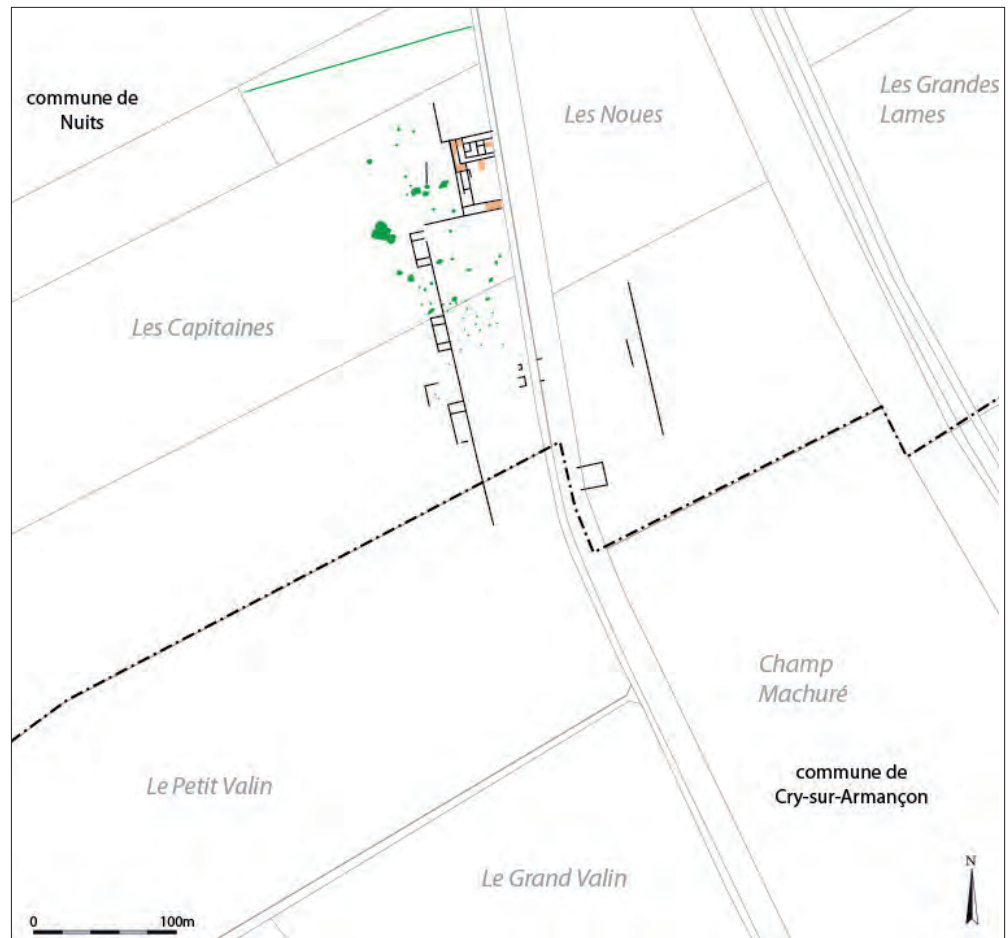 commune de
Nuits
Les Noues
Les Grandes
Lames
Les Capitaines
Champ
Machuré
Le Petit Valin
commune de
Cry-sur-Armançon
Le Grand Valin
N
0 100m